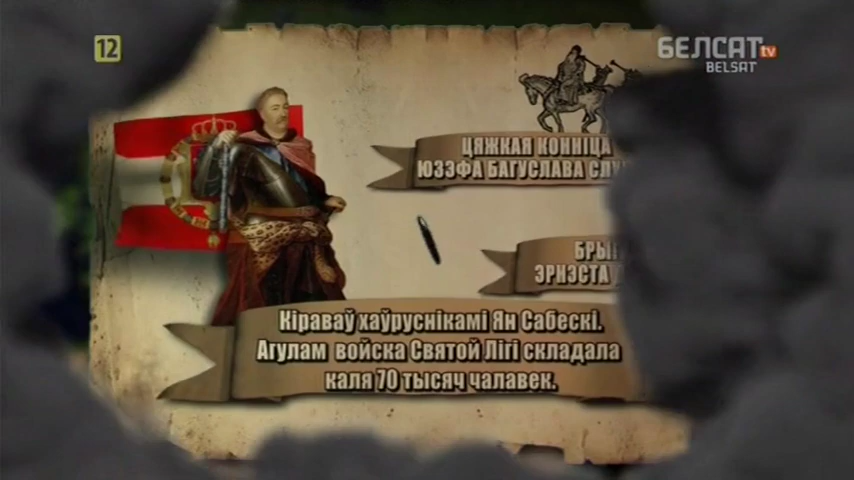 12
БЕЛСАТ tv
BELSAT
ЦЯЖКАЯ КОННІЦА
ЮЗЭФА БАГУСЛАВА
ЭРНЭСТА
Кіраваў хаўруснікамі Ян Сабескі.
Агулам войска Святой Лігі складала
каля 70 тысяч чалавек.